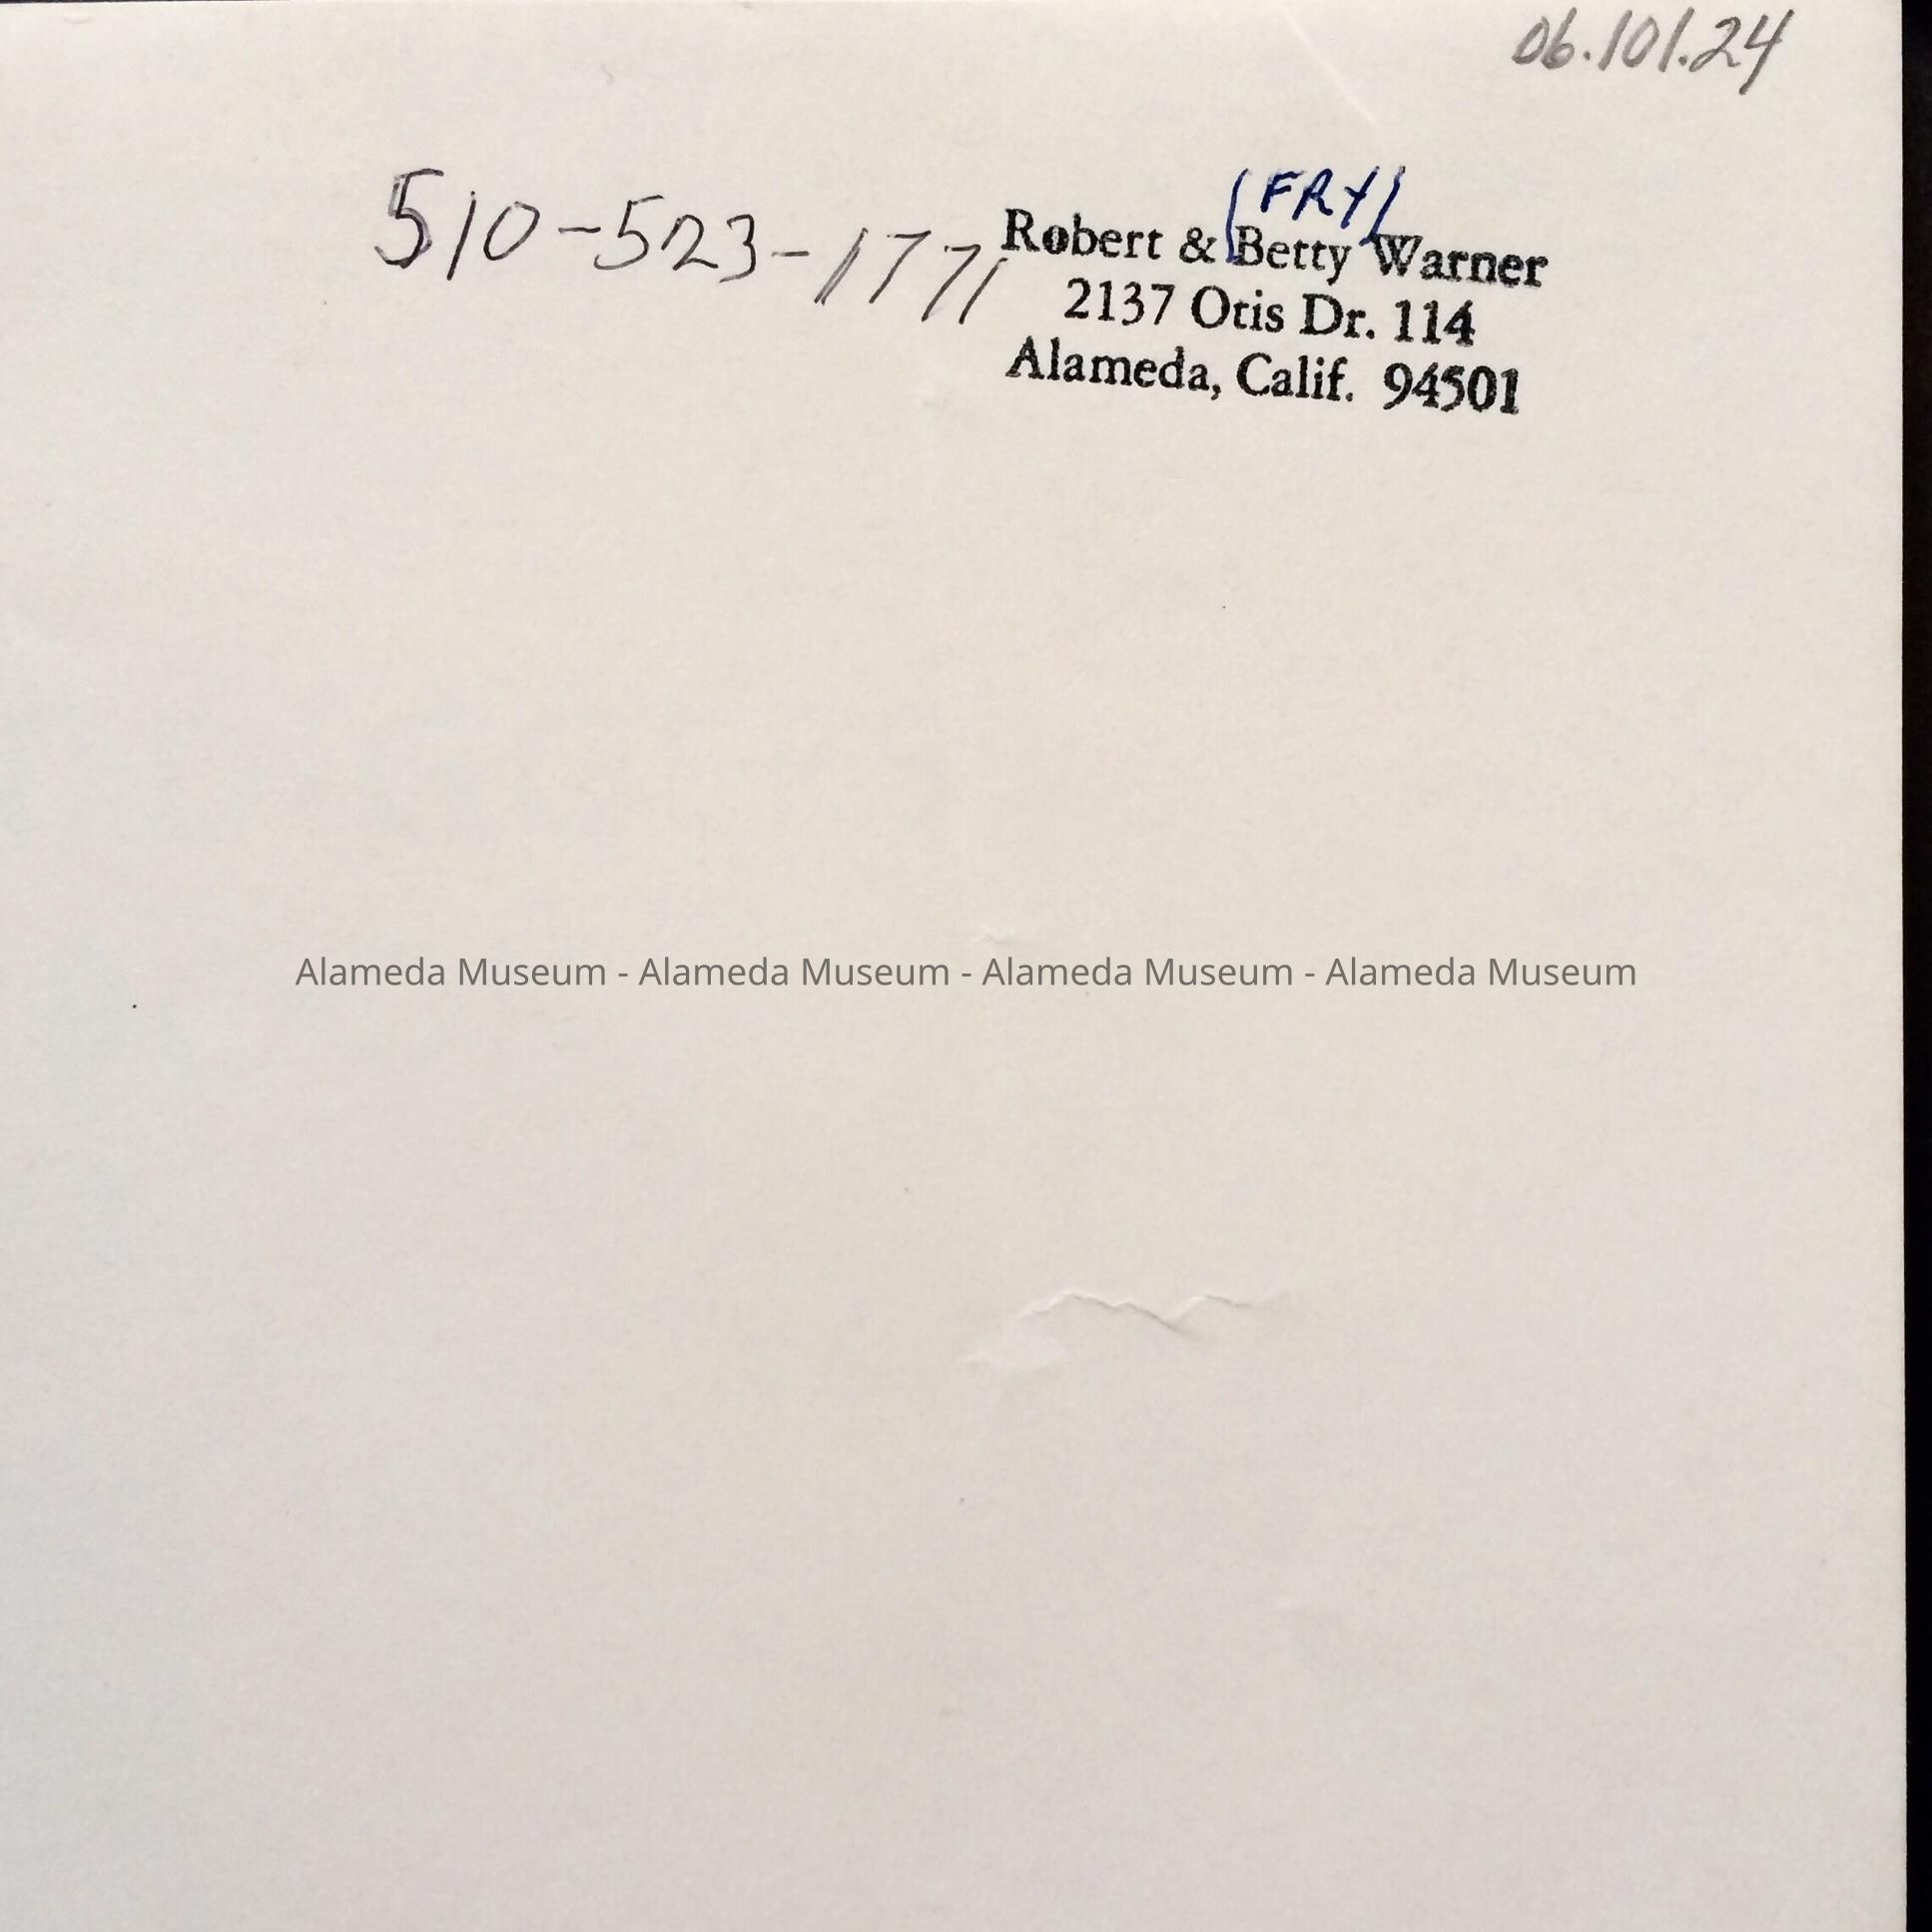 06.101.24
(FRY)
510-523-1771
Robert & Betty Warner
2137 Otis Dr. 114
Alameda, Calif. 94501
Alameda Museum - Alameda Museum - Alameda Museum - Alameda Museum